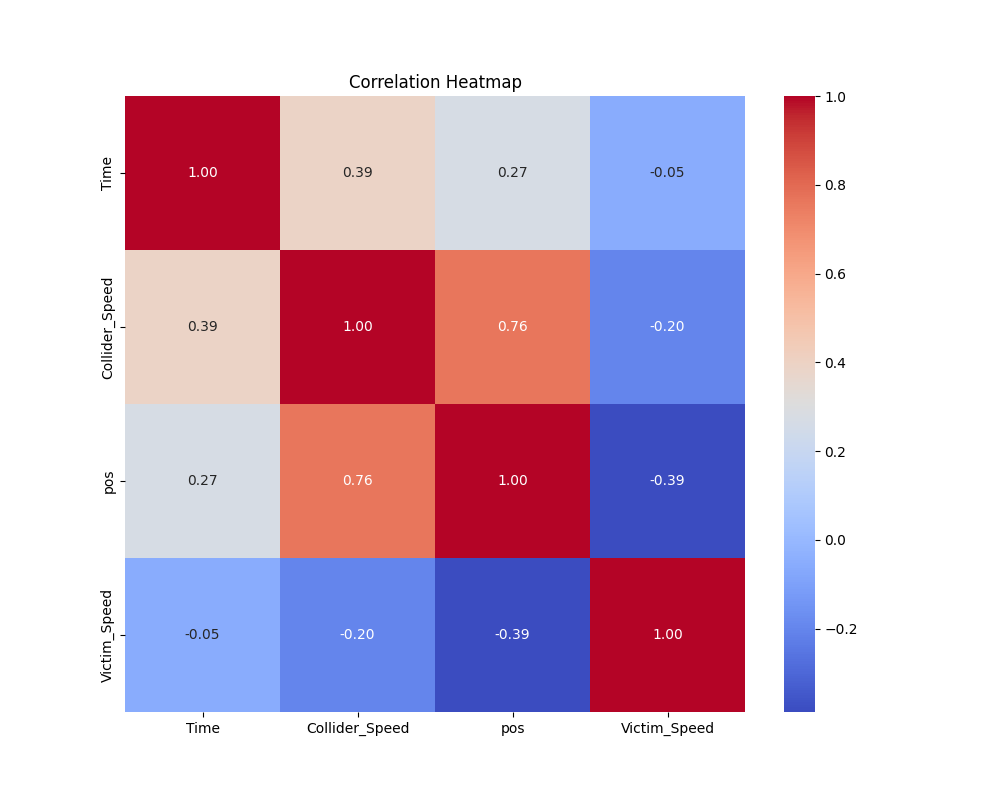 Correlation Heatmap
Time 1.00 0.39 0.27 -0.05
Collider_Speed 0.39 1.00 0.76 -0.20
pos 0.27 0.76 1.00 -0.39
Victim_Speed -0.05 -0.20 -0.39 1.00
Time Collider_Speed pos Victim_Speed
1.0
0.8
0.6
0.4
0.2
0.0
−0.2